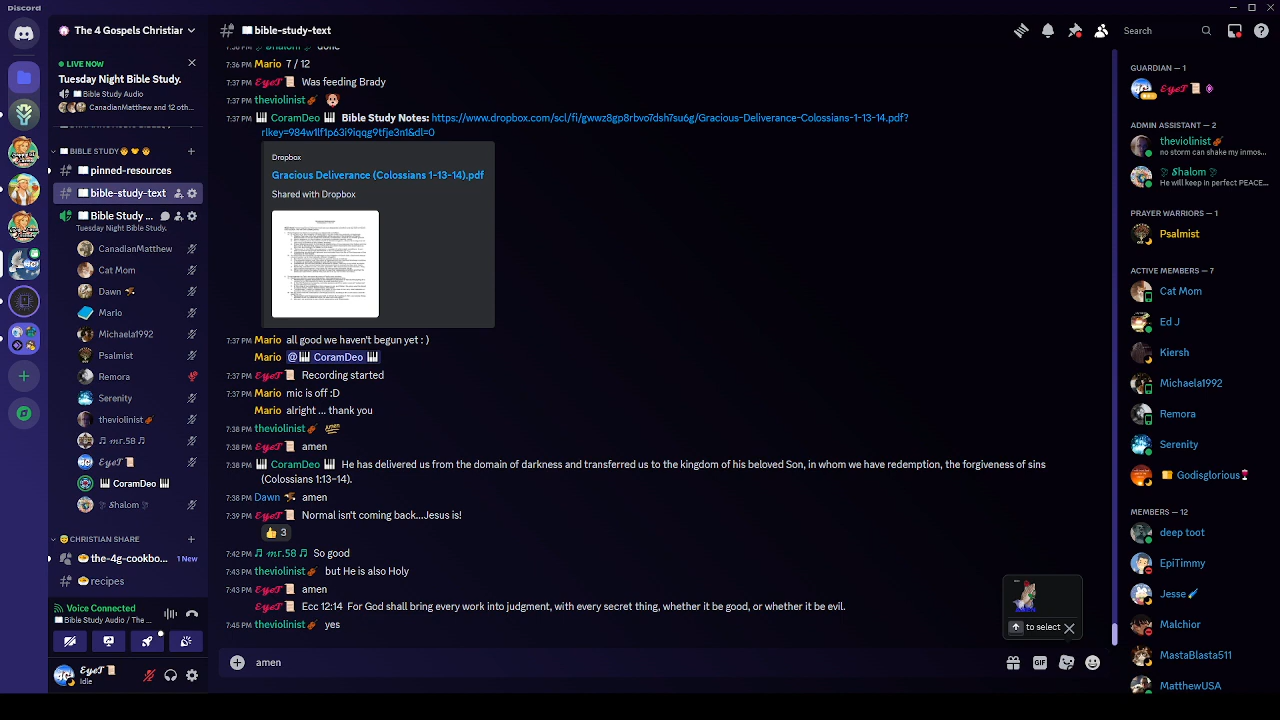 Discord
The 4 Gospels Christiar
bible-study-text
Search
LIVE NOW
Tuesday Night Bible Study.
Bible Study Audio
CanadianMatthew and 12 oth...
BIBLE STUDY
pinned-resources
bible-study-text
Bible Study ...
Tuesday Night Bible Study.
CanadianMatthew
Cat Mom
Dawn
Mario
Michaela1992
Psalmist
Remora
Serenity
theviolinist
mr.58
EyeT
CoramDeo
Shalom
CHRISTIAN SHARE
the-4g-cookbo...
1 New
recipes
Voice Connected
Bible Study Audio / The ...
EyeT
Idle
Shalom done
7:36 PM Mario 7 / 12
7:37 PM EyeT Was feeding Brady
7:37 PM theviolinist
7:37 PM CoramDeo Bible Study Notes: https://www.dropbox.com/scl/fi/gwwz8gp8rbvo7dsh7su6g/Gracious-Deliverance-Colossians-1-13-14.pdf?
rlkey=984w1lf1p63i9iqqg9tfje3n1&dl=0
Dropbox
Gracious Deliverance (Colossians 1-13-14).pdf
Shared with Dropbox
7:37 PM Mario all good we haven't begun yet : )
Mario @ CoramDeo
7:37 PM EyeT Recording started
7:37 PM Mario mic is off :D
Mario alright ... thank you
7:38 PM theviolinist Amen
7:38 PM EyeT amen
7:38 PM CoramDeo He has delivered us from the domain of darkness and transferred us to the kingdom of his beloved Son, in whom we have redemption, the forgiveness of sins
(Colossians 1:13–14).
7:38 PM Dawn amen
7:39 PM EyeT Normal isn't coming back...Jesus is!
3
7:42 PM mr.58 So good
7:43 PM theviolinist but He is also Holy
7:43 PM EyeT amen
EyeT Ecc 12:14 For God shall bring every work into judgment, with every secret thing, whether it be good, or whether it be evil.
7:45 PM theviolinist yes
to select
amen
GIF
GUARDIAN — 1
EyeT
ADMIN ASSISTANT — 2
theviolinist
no storm can shake my inmos...
Shalom
He will keep in perfect PEACE...
PRAYER WARRIORS — 1
Psalmist
ACTIVE MEMBERS — 7
Cat Mom
Ed J
Kiersh
Michaela1992
Remora
Serenity
Godisglorious
MEMBERS — 12
deep toot
EpiTimmy
Jesse
Malchior
MastaBlasta511
MatthewUSA